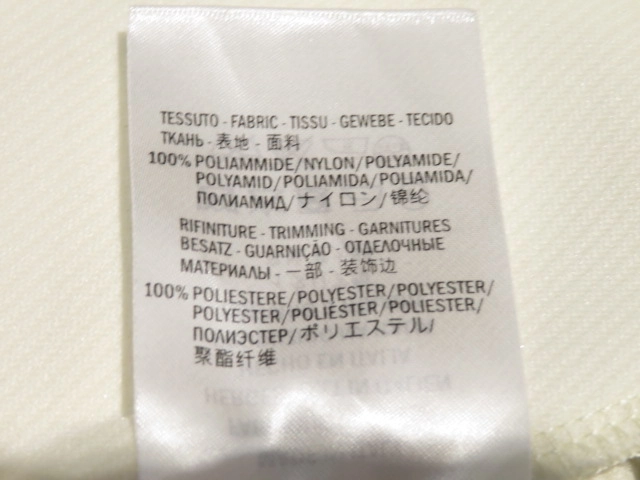 TESSUTO - FABRIC - TISSU - GEWEBE - TECIDO
ТКАНЬ - 表地 - 面料
100% POLIAMMIDE/NYLON/POLYAMIDE/
POLYAMID/POLIAMIDA/POLIAMIDA/
ПОЛИАМИД/ナイロン/锦纶
RIFINITURE - TRIMMING - GARNITURES
BESATZ - GUARNIÇÃO - ОТДЕЛОЧНЫЕ
МАТЕРИАЛЫ - 一部 - 装饰边
100% POLIESTERE/POLYESTER/POLYESTER/
POLYESTER/POLIÉSTER/POLIESTER/
ПОЛИЭСТЕР/ポリエステル/
聚酯纤维